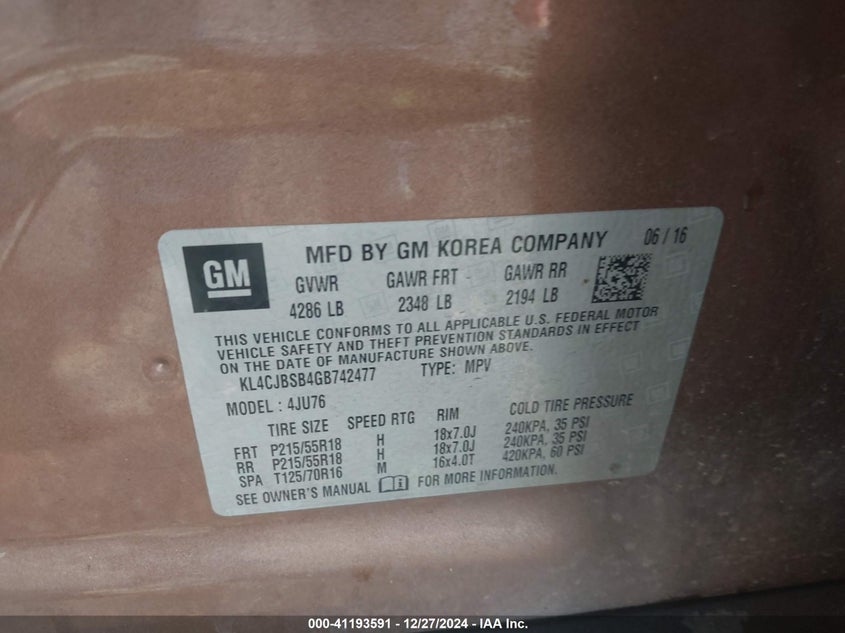 GM
MFD BY GM KOREA COMPANY 06 / 16
GVWR GAWR FRT GAWR RR
4286 LB 2348 LB 2194 LB
THIS VEHICLE CONFORMS TO ALL APPLICABLE U.S. FEDERAL MOTOR
VEHICLE SAFETY AND THEFT PREVENTION STANDARDS IN EFFECT
ON THE DATE OF MANUFACTURE SHOWN ABOVE.
KL4CJBSB4GB742477 TYPE: MPV
MODEL : 4JU76
TIRE SIZE SPEED RTG RIM COLD TIRE PRESSURE
FRT P215/55R18 H 18x7.0J 240KPA, 35 PSI
RR P215/55R18 H 18x7.0J 240KPA, 35 PSI
SPA T125/70R16 M 16x4.0T 420KPA, 60 PSI
SEE OWNER'S MANUAL FOR MORE INFORMATION.
000-41193591 - 12/27/2024 - IAA Inc.